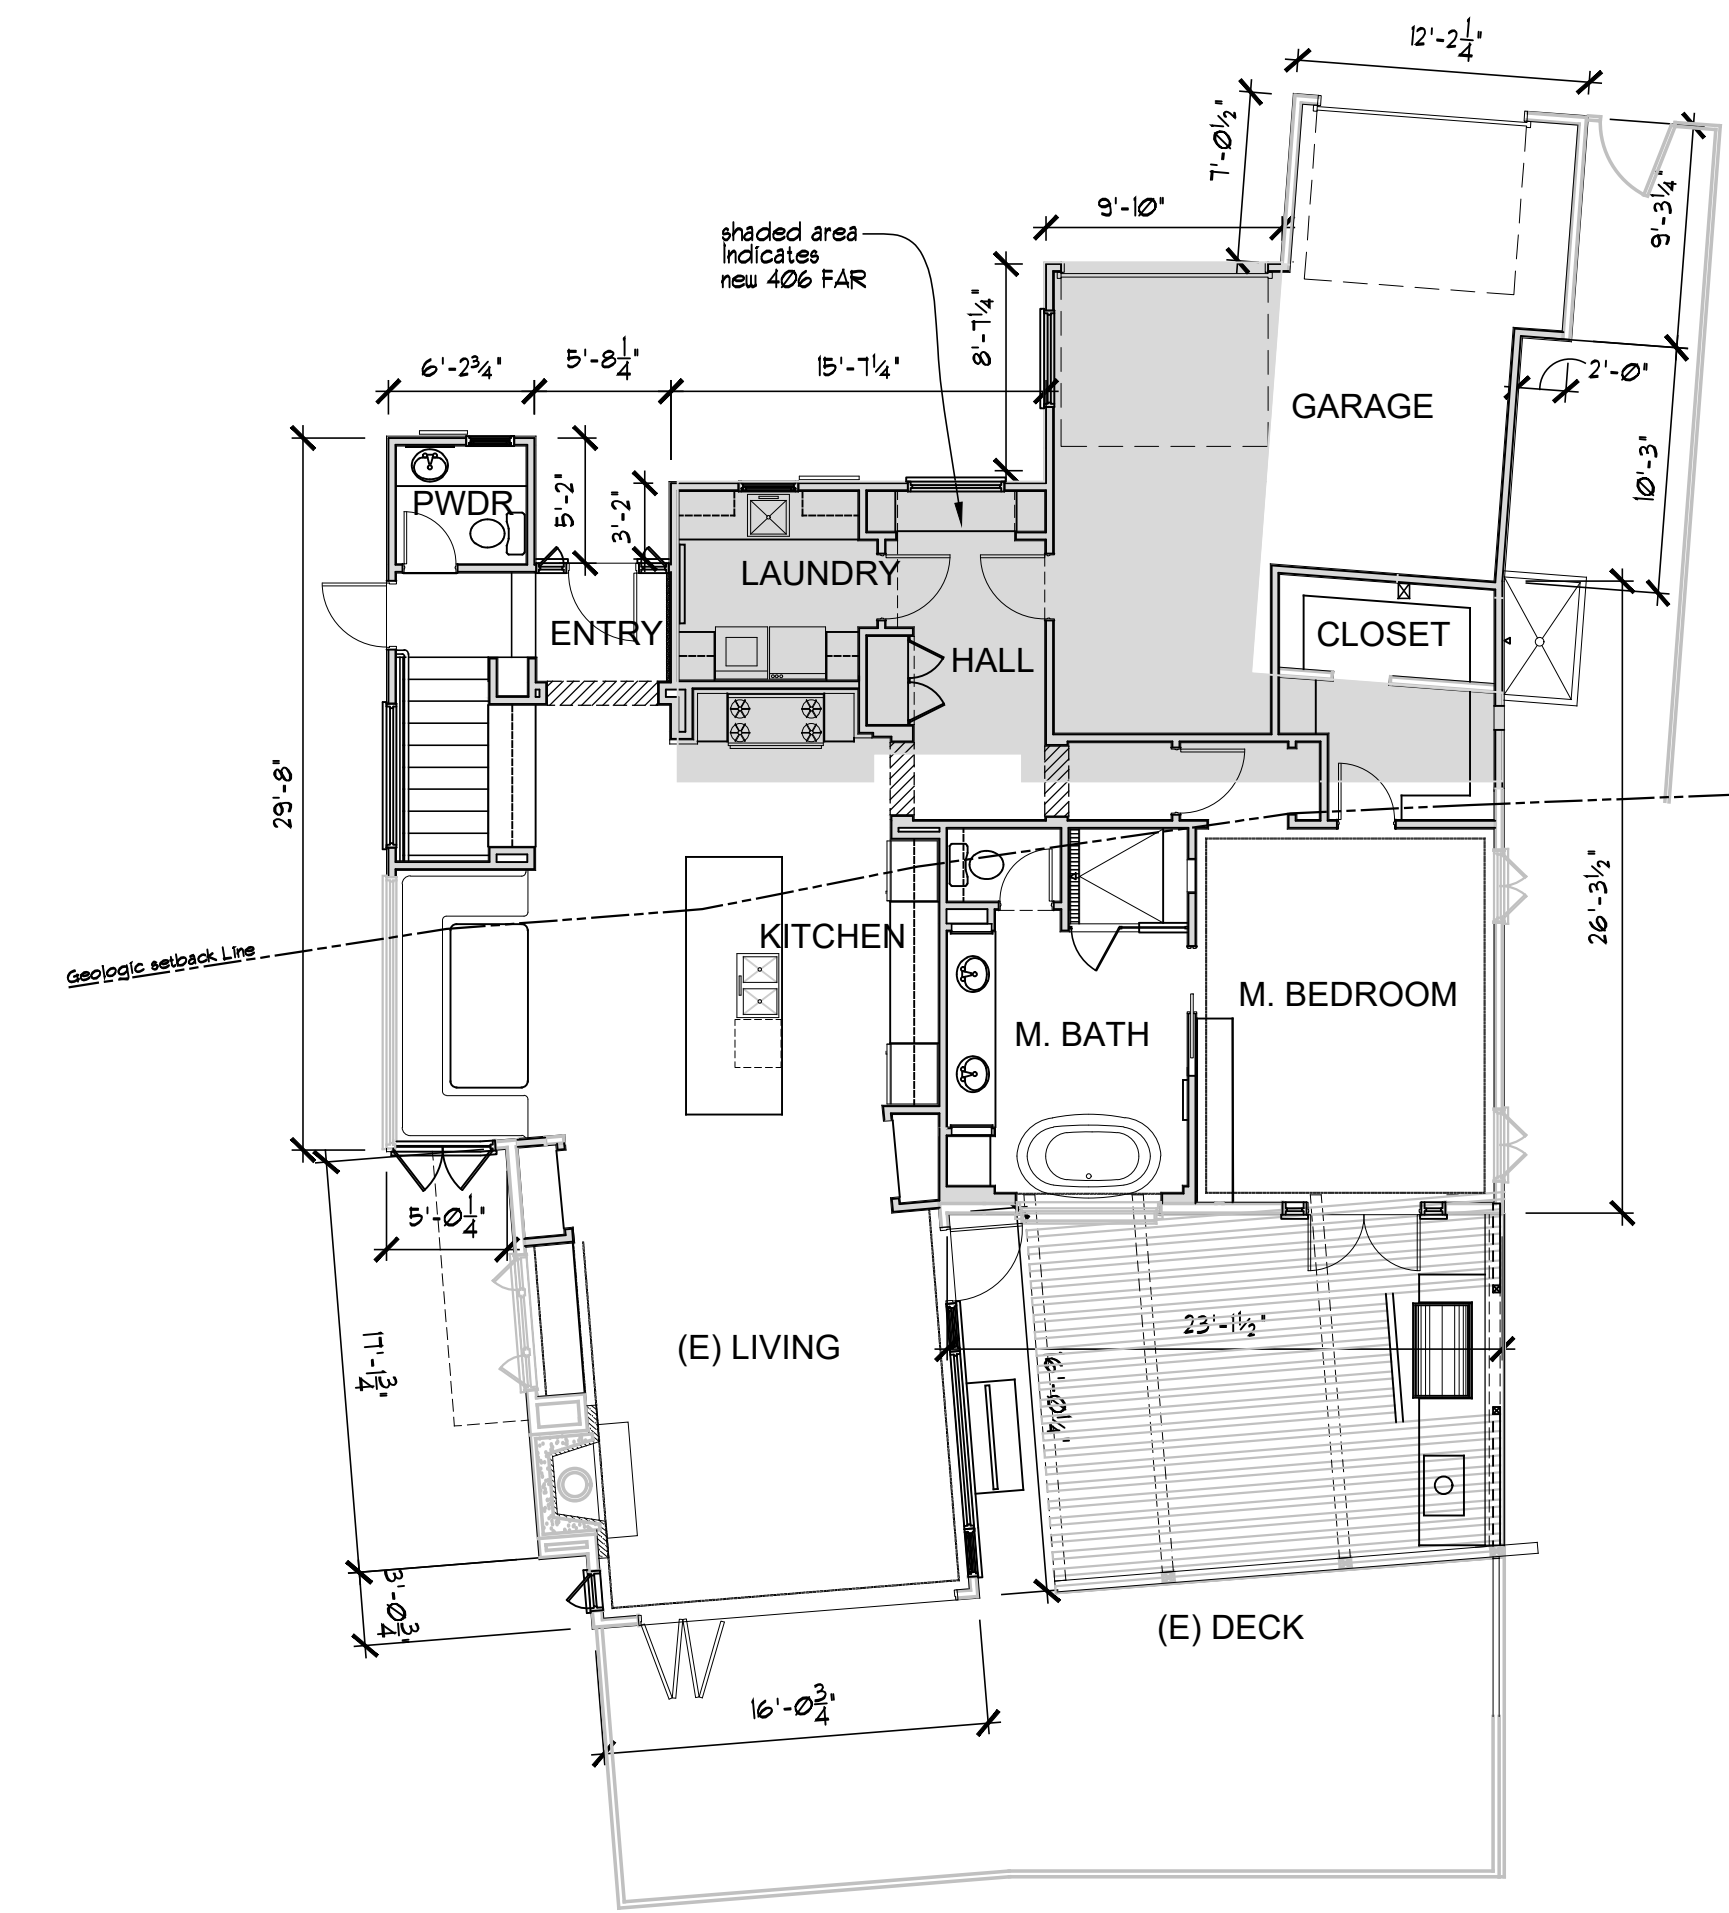 12'-2 1/4"
7'-0 1/2"
9'-3 1/4"
9'-10"
shaded area
Indicates
new 406 FAR
8'-7 1/4"
6'-2 3/4"
5'-8 1/4"
15'-7 1/4"
2'-0"
GARAGE
10'-3"
PWDR
5'-2"
3'-2"
LAUNDRY
ENTRY
HALL
CLOSET
29'-8"
26'-3 1/2"
Geologic setback Line
KITCHEN
M. BEDROOM
M. BATH
5'-0 1/4"
17'-1 3/4"
(E) LIVING
23'-1 1/2"
16'-0 1/4"
3'-0 3/4"
(E) DECK
16'-0 3/4"